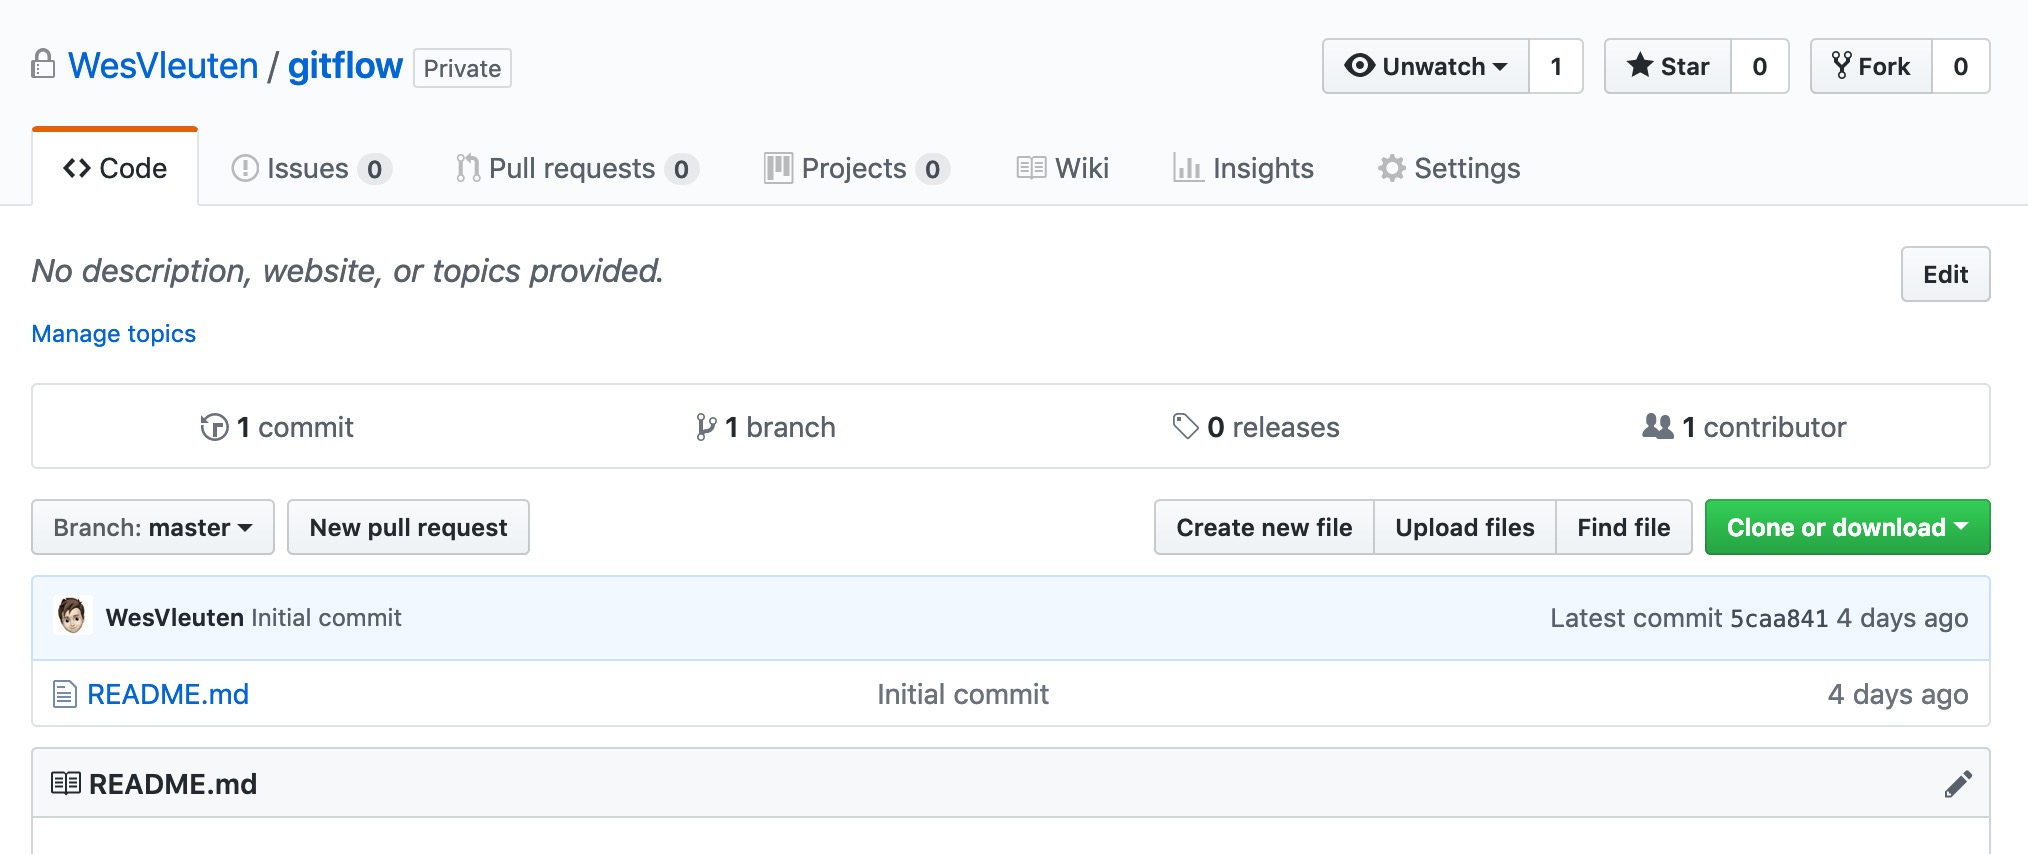 WesVleuten / gitflow Private Unwatch 1 Star 0 Fork 0
Code Issues 0 Pull requests 0 Projects 0 Wiki Insights Settings
No description, website, or topics provided. Edit
Manage topics
1 commit 1 branch 0 releases 1 contributor
Branch: master New pull request Create new file Upload files Find file Clone or download
WesVleuten Initial commit Latest commit 5caa841 4 days ago
README.md Initial commit 4 days ago
README.md